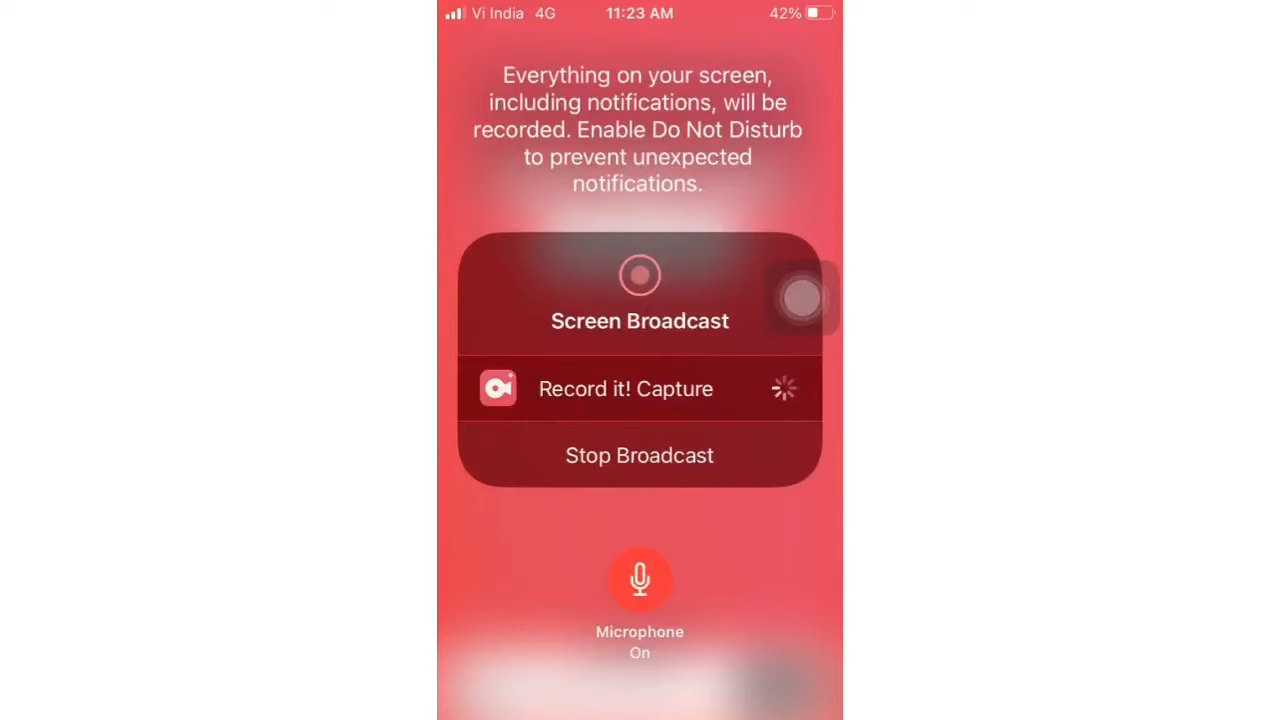 Vi India 4G 11:23 AM 42%
Everything on your screen,
including notifications, will be
recorded. Enable Do Not Disturb
to prevent unexpected
notifications.
Screen Broadcast
Record it! Capture
Stop Broadcast
Microphone
On